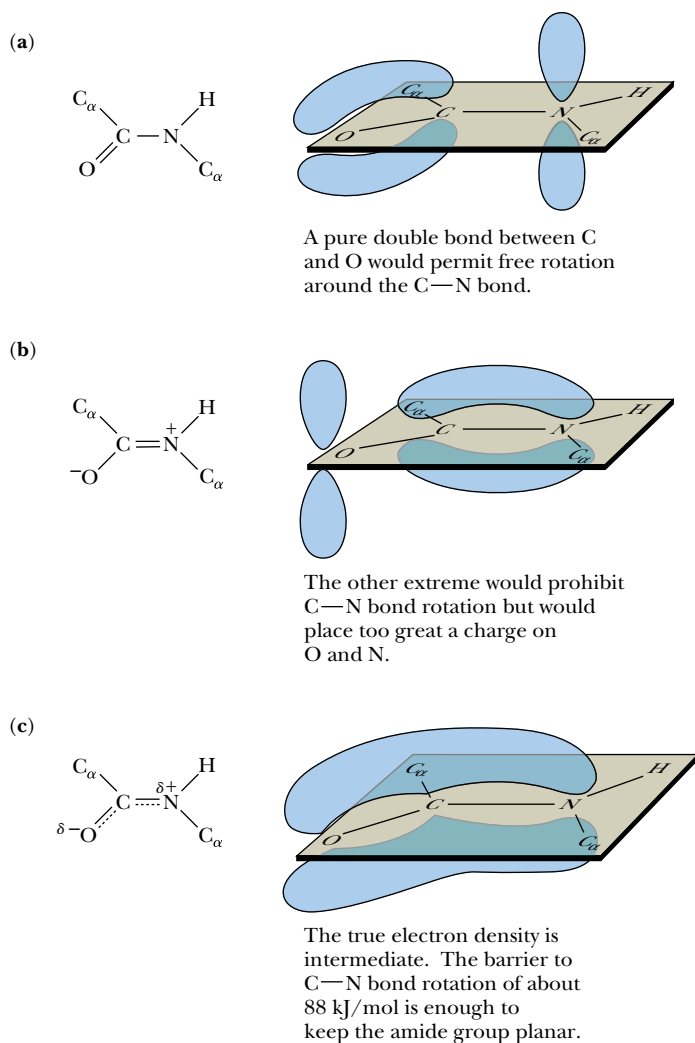 (a)
Cα
H
C—N
O
Cα
Cα
C
N
H
O
Cα
A pure double bond between C
and O would permit free rotation
around the C—N bond.
(b)
Cα
H
+
C=N
−O
Cα
Cα
C
N
H
O
Cα
The other extreme would prohibit
C—N bond rotation but would
place too great a charge on
O and N.
(c)
Cα
H
δ+
C N
δ−O
Cα
Cα
C
N
H
O
Cα
The true electron density is
intermediate. The barrier to
C—N bond rotation of about
88 kJ/mol is enough to
keep the amide group planar.